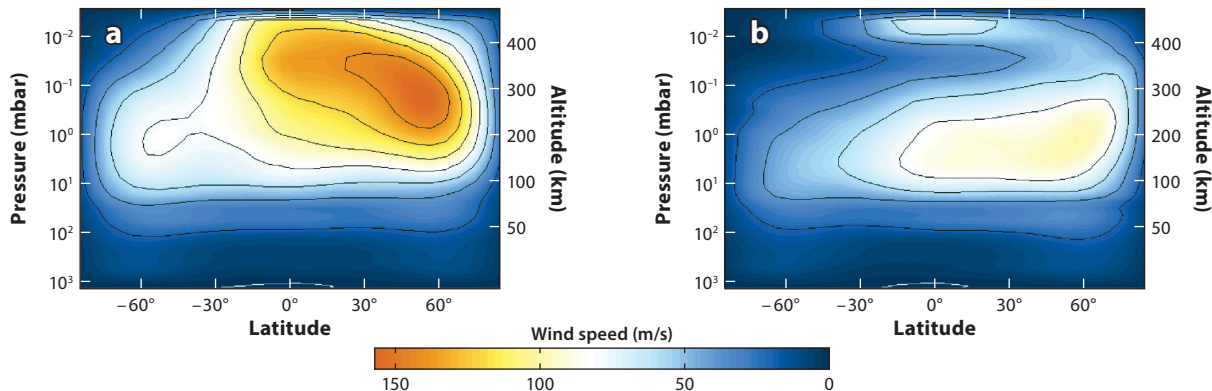 a
Pressure (mbar)
10⁻²
10⁻¹
10⁰
10¹
10²
10³
400
300
200
100
50
Altitude (km)
−60° −30° 0° 30° 60°
Latitude
b
Pressure (mbar)
10⁻²
10⁻¹
10⁰
10¹
10²
10³
400
300
200
100
50
Altitude (km)
−60° −30° 0° 30° 60°
Latitude
Wind speed (m/s)
150 100 50 0